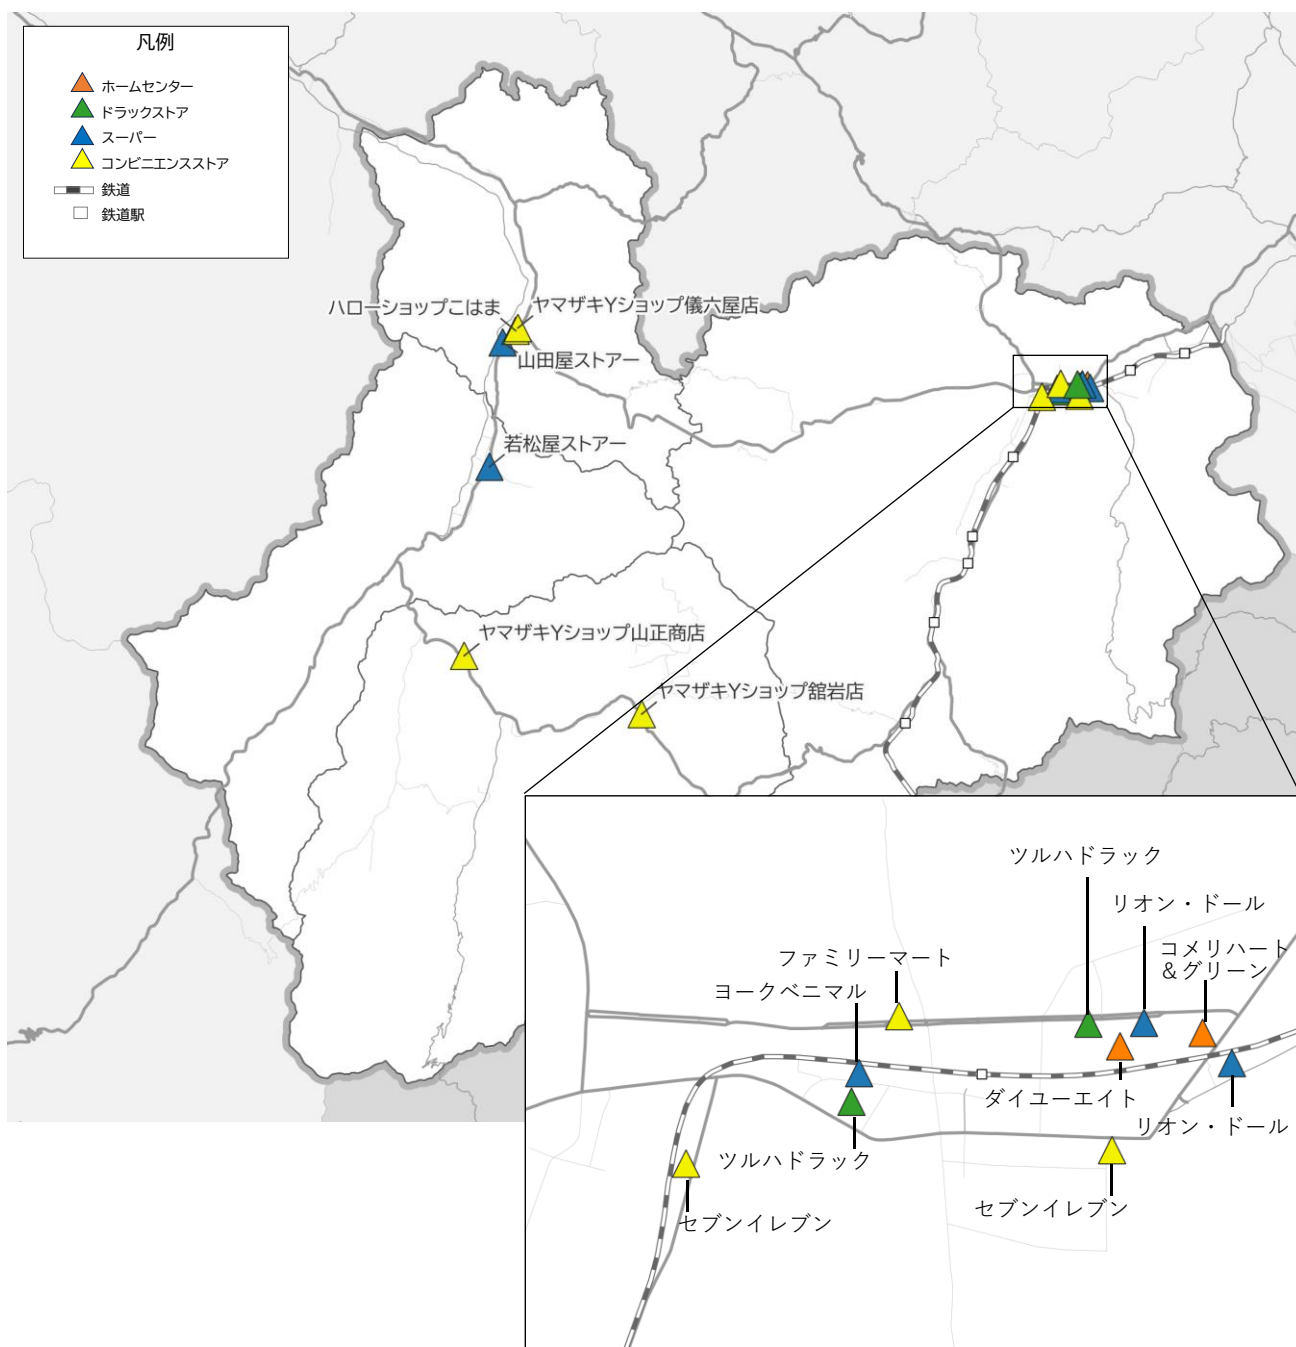 凡例
ホームセンター
ドラックストア
スーパー
コンビニエンスストア
鉄道
鉄道駅
ハローショップこはま
ヤマザキYショップ儀六屋店
山田屋ストアー
若松屋ストアー
ヤマザキYショップ山正商店
ヤマザキYショップ舘岩店
ツルハドラック
リオン・ドール
コメリハート
&グリーン
ファミリーマート
ヨークベニマル
ダイユーエイト
リオン・ドール
ツルハドラック
セブンイレブン
セブンイレブン